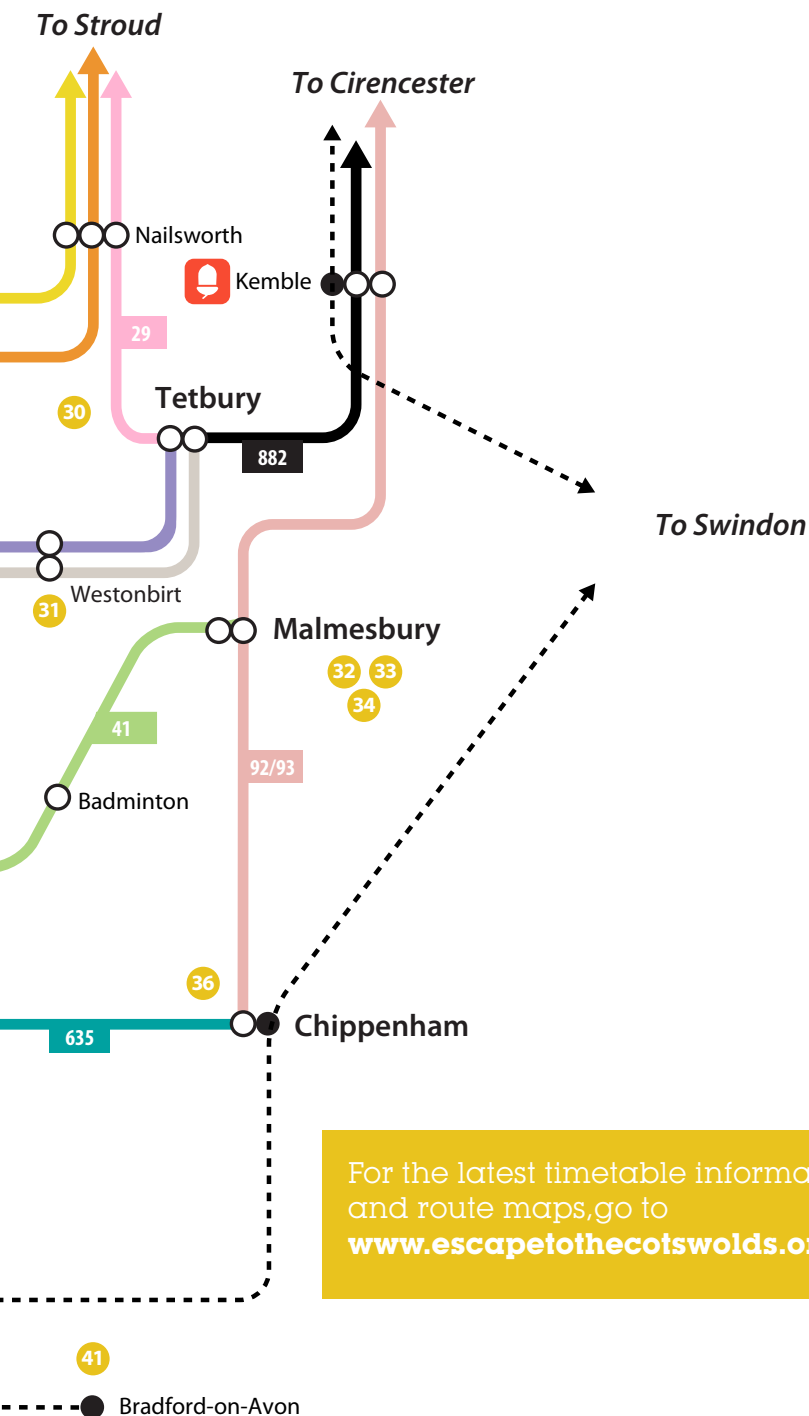 To Stroud
To Cirencester
Nailsworth
Kemble
29
30
Tetbury
882
To Swindon
31
Westonbirt
Malmesbury
32
33
34
41
92/93
Badminton
36
Chippenham
635
For the latest timetable informa
and route maps,go to
www.escapetothecotswolds.o
41
Bradford-on-Avon